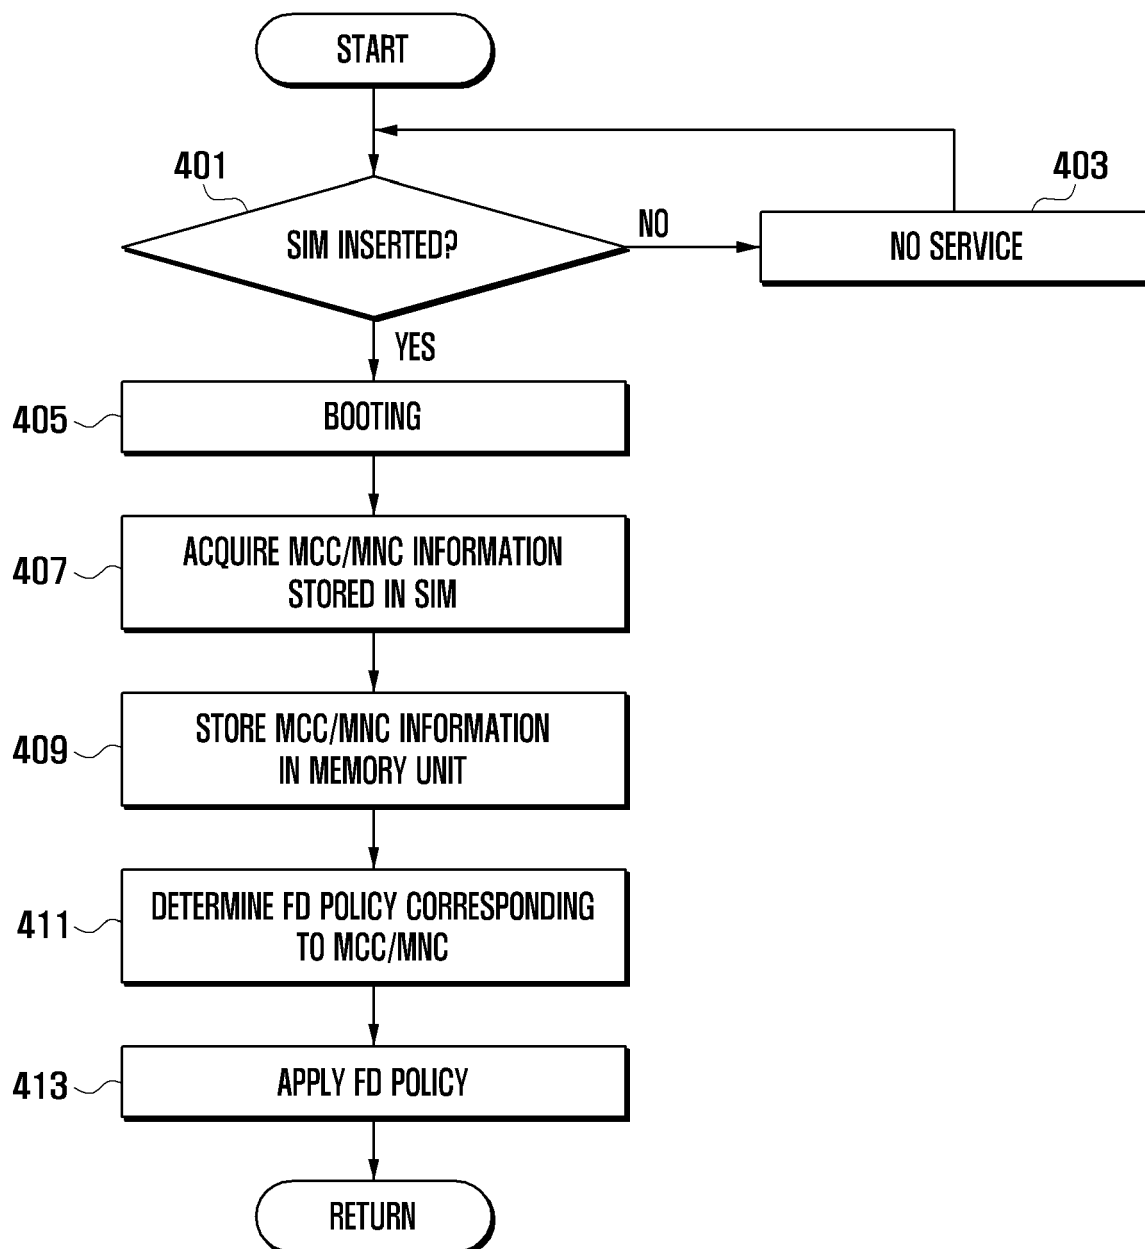 START
401
SIM INSERTED?
NO
403
NO SERVICE
YES
405
BOOTING
407
ACQUIRE MCC/MNC INFORMATION
STORED IN SIM
409
STORE MCC/MNC INFORMATION
IN MEMORY UNIT
411
DETERMINE FD POLICY CORRESPONDING
TO MCC/MNC
413
APPLY FD POLICY
RETURN